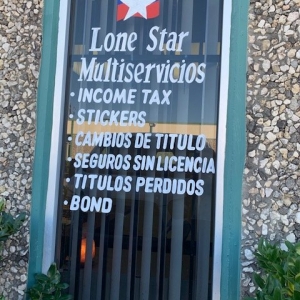 Lone Star
Multiservicios
• INCOME TAX
• STICKERS
• CAMBIOS DE TITULO
• SEGUROS SIN LICENCIA
• TITULOS PERDIDOS
• BOND